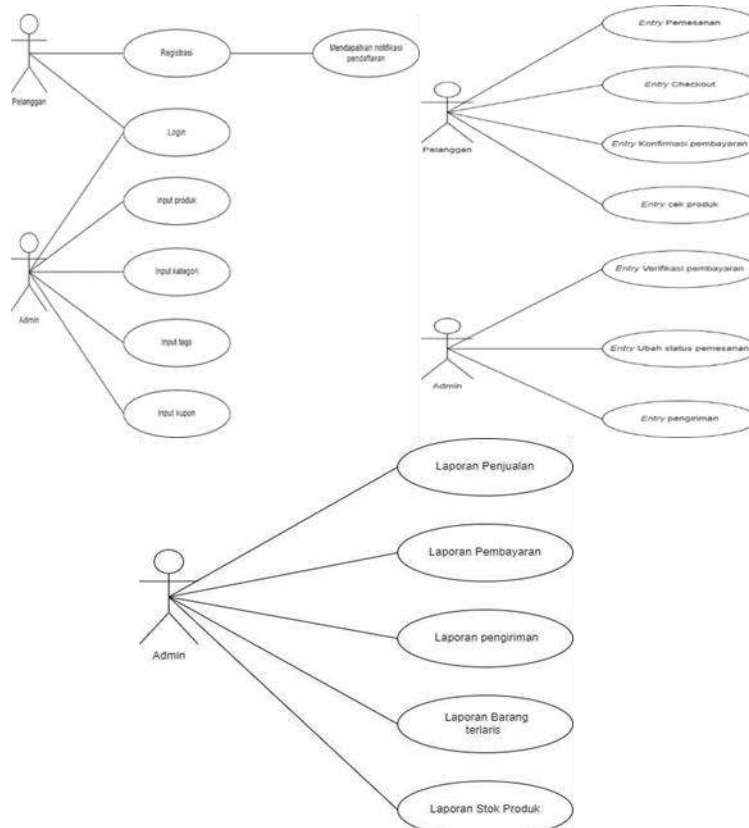 Registrasi
Mendapatkan notifikasi
pendaftaran
Pelanggan
Login
Input produk
Input kategori
Admin
Input tags
Input kupon
Entry Pemesanan
Entry Checkout
Pelanggan
Entry Konfirmasi pembayaran
Entry cek produk
Entry Verifikasi pembayaran
Entry Ubah status pemesanan
Admin
Entry pengiriman
Laporan Penjualan
Laporan Pembayaran
Laporan pengiriman
Admin
Laporan Barang
terlaris
Laporan Stok Produk